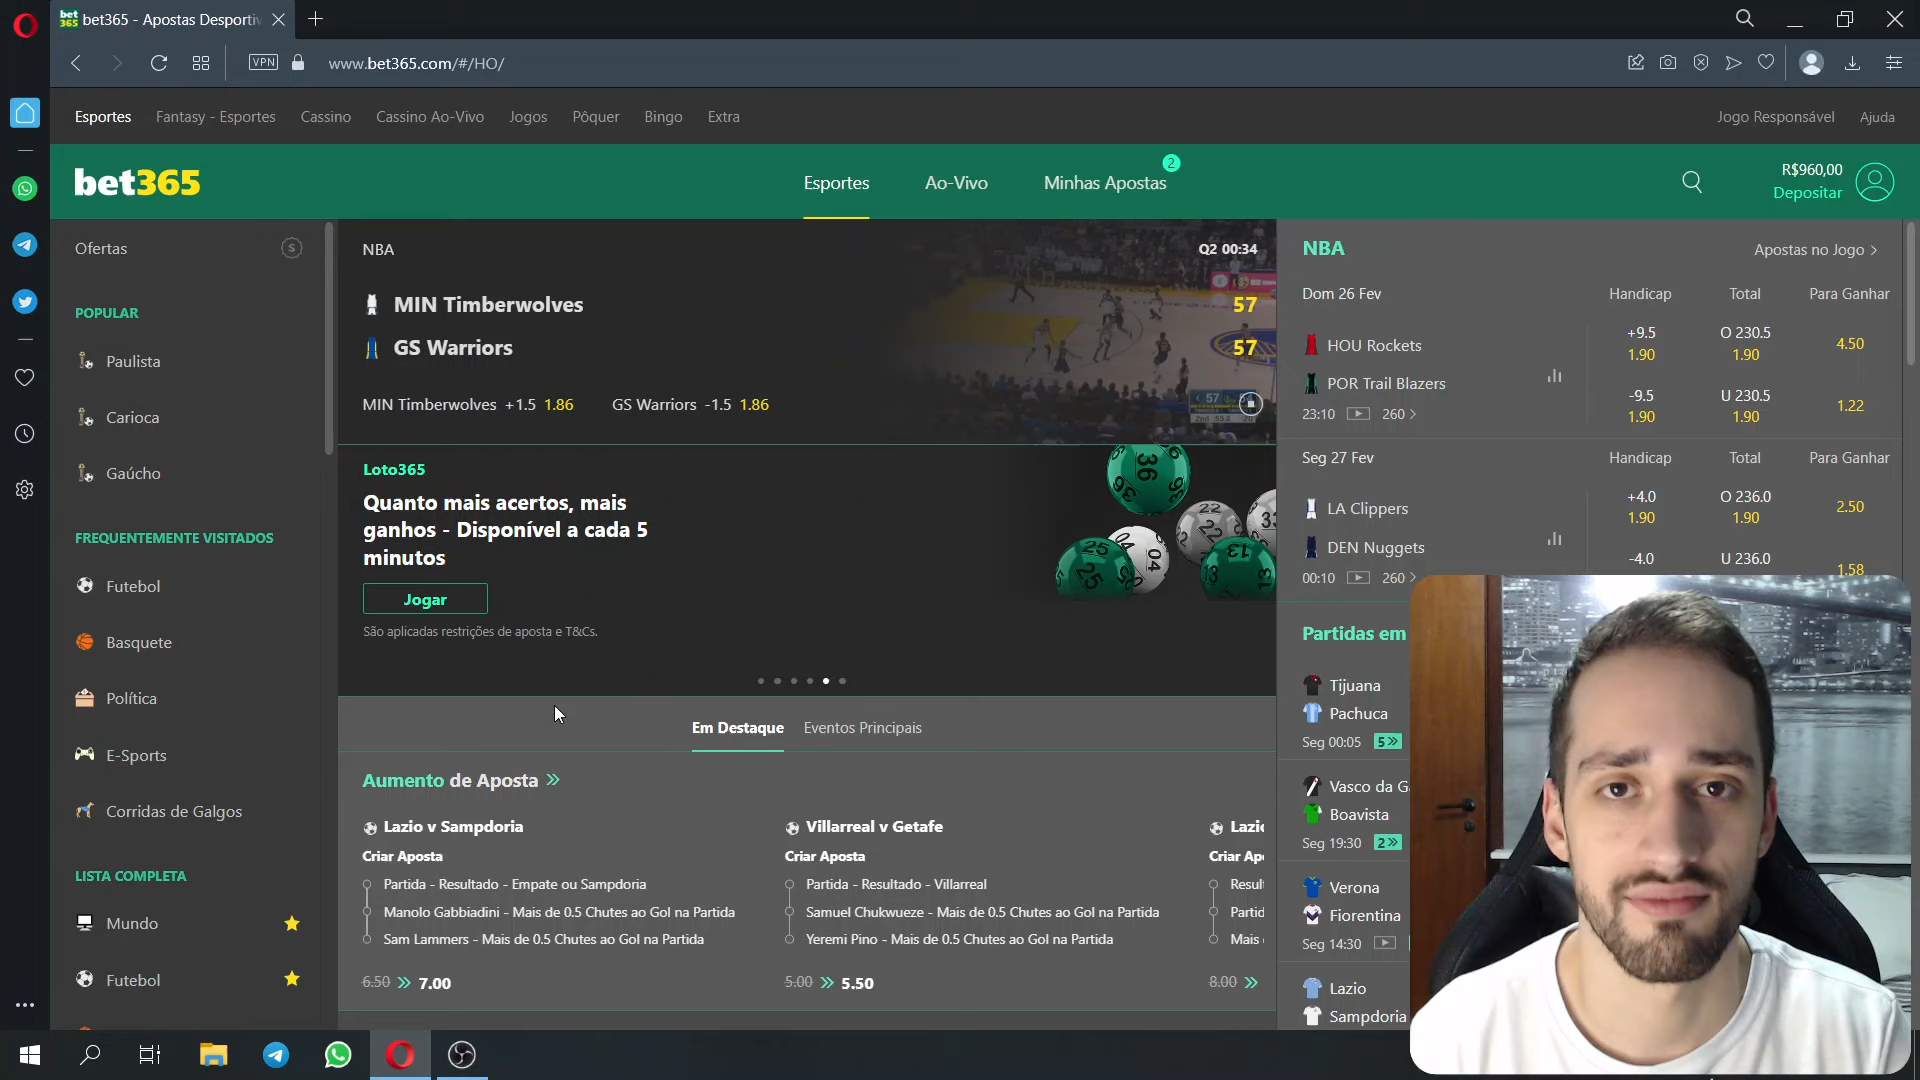 bet365 - Apostas Desportiv
VPN
www.bet365.com/#/HO/
Esportes
Fantasy - Esportes
Cassino
Cassino Ao-Vivo
Jogos
Pôquer
Bingo
Extra
Jogo Responsável
Ajuda
bet365
Esportes
Ao-Vivo
Minhas Apostas
2
R$960,00
Depositar
Ofertas
POPULAR
Paulista
Carioca
Gaúcho
FREQUENTEMENTE VISITADOS
Futebol
Basquete
Política
E-Sports
Corridas de Galgos
LISTA COMPLETA
Mundo
Futebol
NBA
Q2 00:34
MIN Timberwolves
57
GS Warriors
57
MIN Timberwolves +1.5 1.86
GS Warriors -1.5 1.86
Loto365
Quanto mais acertos, mais
ganhos - Disponível a cada 5
minutos
Jogar
São aplicadas restrições de aposta e T&Cs.
Em Destaque
Eventos Principais
Aumento de Aposta
Lazio v Sampdoria
Criar Aposta
Partida - Resultado - Empate ou Sampdoria
Manolo Gabbiadini - Mais de 0.5 Chutes ao Gol na Partida
Sam Lammers - Mais de 0.5 Chutes ao Gol na Partida
6.50 7.00
Villarreal v Getafe
Criar Aposta
Partida - Resultado - Villarreal
Samuel Chukwueze - Mais de 0.5 Chutes ao Gol na Partida
Yeremi Pino - Mais de 0.5 Chutes ao Gol na Partida
5.00 5.50
Lazio
Criar Ap
Resul
Partid
Mais
8.00
NBA
Apostas no Jogo
Dom 26 Fev
Handicap
Total
Para Ganhar
HOU Rockets
+9.5
1.90
O 230.5
1.90
4.50
POR Trail Blazers
-9.5
1.90
U 230.5
1.90
1.22
23:10
260
Seg 27 Fev
Handicap
Total
Para Ganhar
LA Clippers
+4.0
1.90
O 236.0
1.90
2.50
DEN Nuggets
-4.0
U 236.0
1.58
00:10
260
Partidas em
Tijuana
Pachuca
Seg 00:05
5
Vasco da G
Boavista
Seg 19:30
2
Verona
Fiorentina
Seg 14:30
Lazio
Sampdoria